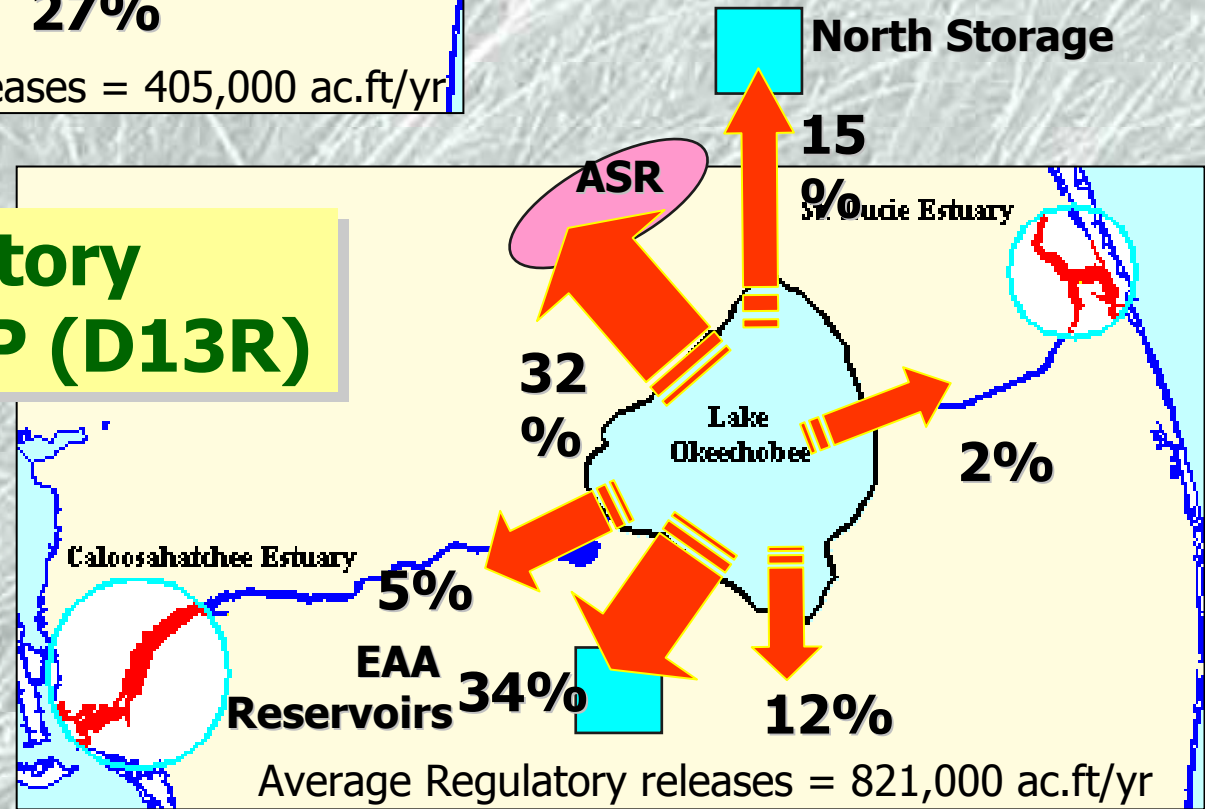 27%
eases = 405,000 ac.ft/yr
North Storage
15
%
ASR
St. Lucie Estuary
tory
P (D13R)
32
%
Lake
Okeechobee
2%
Caloosahatchee Estuary
5%
EAA
Reservoirs
34%
12%
Average Regulatory releases = 821,000 ac.ft/yr